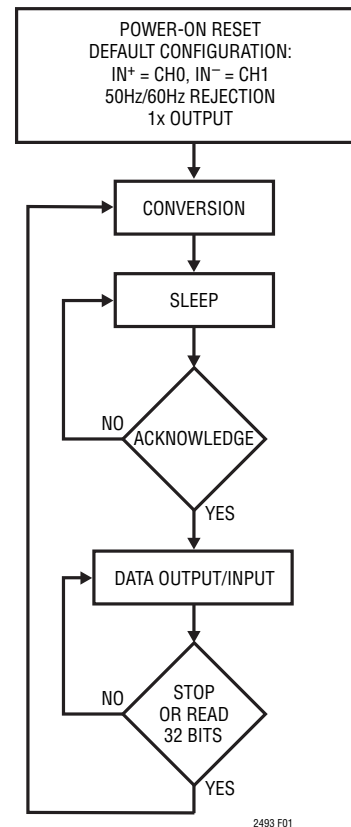 POWER-ON RESET
DEFAULT CONFIGURATION:
IN+ = CH0, IN– = CH1
50Hz/60Hz REJECTION
1x OUTPUT
CONVERSION
SLEEP
NO
ACKNOWLEDGE
YES
DATA OUTPUT/INPUT
NO
STOP
OR READ
32 BITS
YES
2493 F01